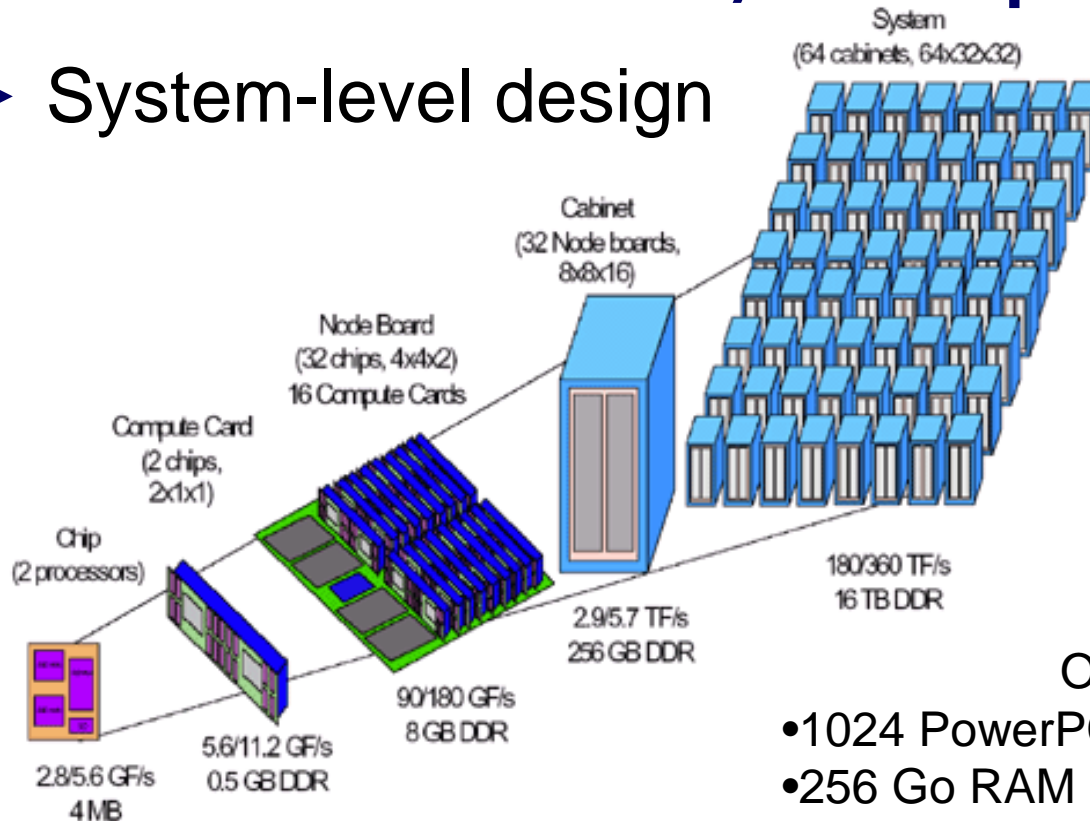 System
(64 cabinets, 64x32x32)
System-level design
Cabinet
(32 Node boards,
8x8x16)
Node Board
(32 chips, 4x4x2)
16 Compute Cards
Compute Card
(2 chips,
2x1x1)
Chip
(2 processors)
180/360 TF/s
16 TB DDR
2.9/5.7 TF/s
256 GB DDR
90/180 GF/s
8 GB DDR
5.6/11.2 GF/s
0.5 GB DDR
2.8/5.6 GF/s
4 MB
•1024 PowerP
•256 Go RAM